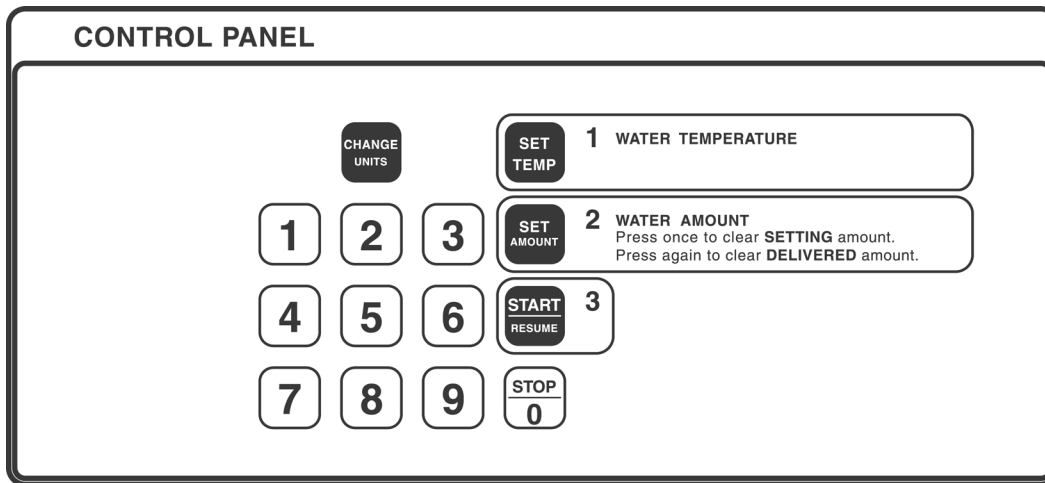 CONTROL PANEL
CHANGE
UNITS
SET
TEMP
1 WATER TEMPERATURE
1 2 3
SET
AMOUNT
2 WATER AMOUNT
Press once to clear SETTING amount.
Press again to clear DELIVERED amount.
4 5 6
START
RESUME
3
7 8 9
STOP
0